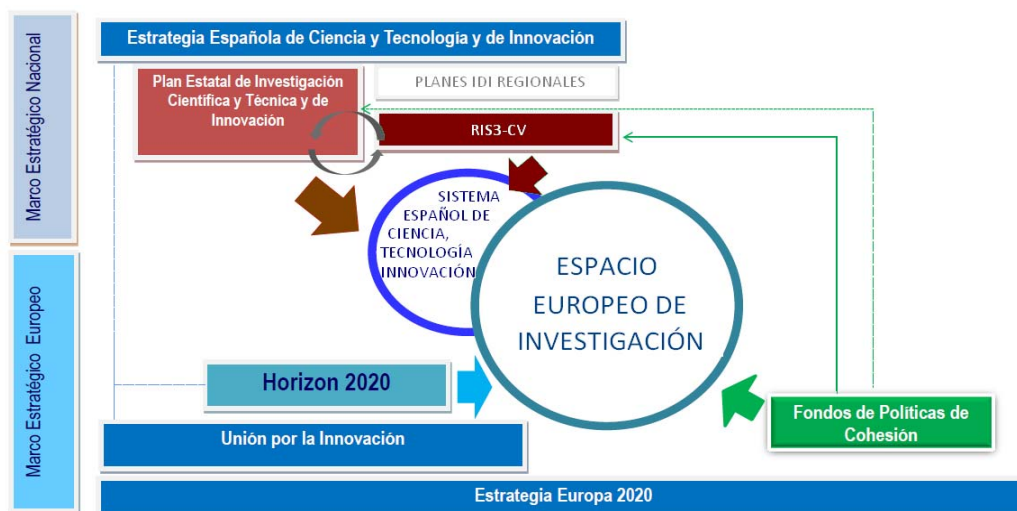 Marco Estratégico Nacional
Estrategia Española de Ciencia y Tecnología y de Innovación
Plan Estatal de Investigación
Científica y Técnica y de
Innovación
PLANES IDI REGIONALES
RIS3-CV
SISTEMA
ESPAÑOL DE
CIENCIA,
TECNOLOGÍA
INNOVACIÓN
ESPACIO
EUROPEO DE
INVESTIGACIÓN
Marco Estratégico Europeo
Horizon 2020
Unión por la Innovación
Fondos de Políticas de
Cohesión
Estrategia Europa 2020